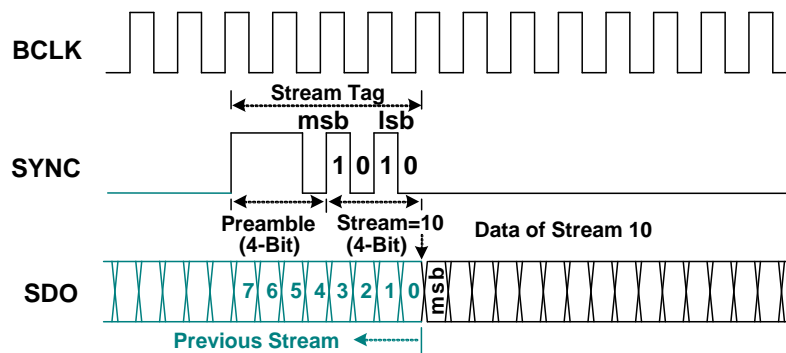 BCLK
Stream Tag
msb lsb
SYNC
1 0 1 0
Preamble
(4-Bit)
Stream=10
(4-Bit)
Data of Stream 10
SDO
7 6 5 4 3 2 1 0 msb
Previous Stream